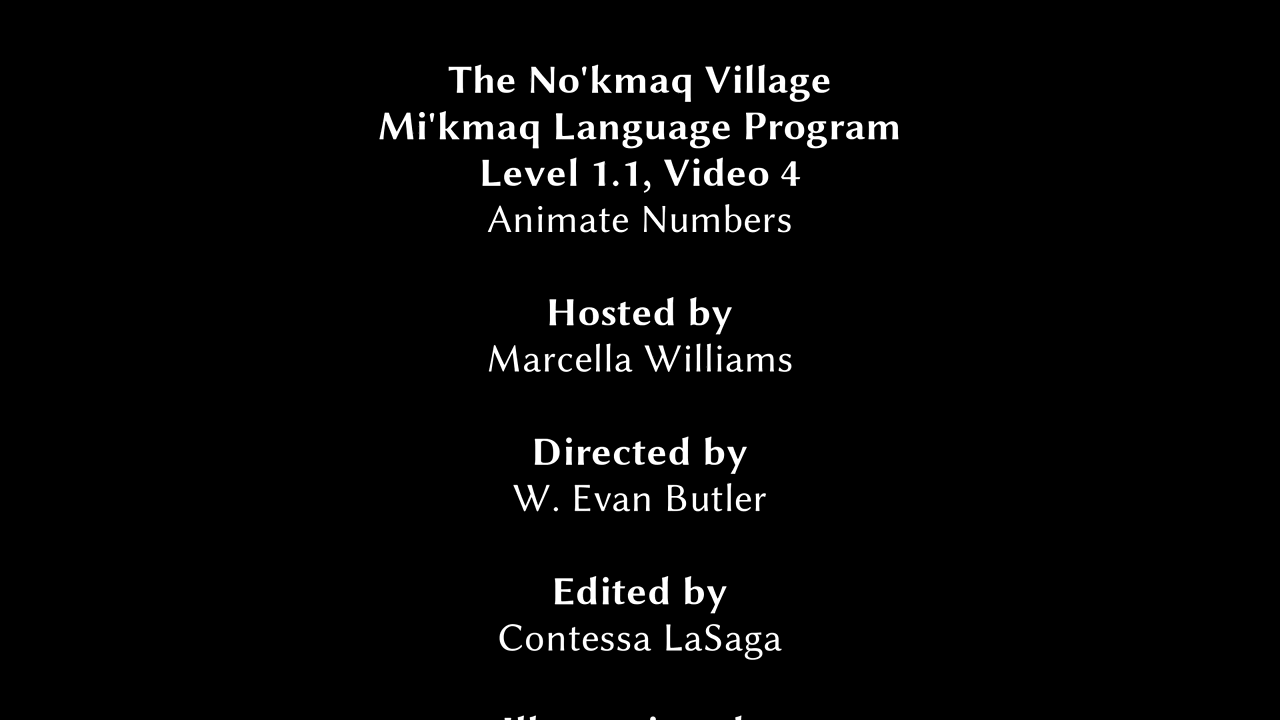 The No'kmaq Village
Mi'kmaq Language Program
Level 1.1, Video 4
Animate Numbers
Hosted by
Marcella Williams
Directed by
W. Evan Butler
Edited by
Contessa LaSaga